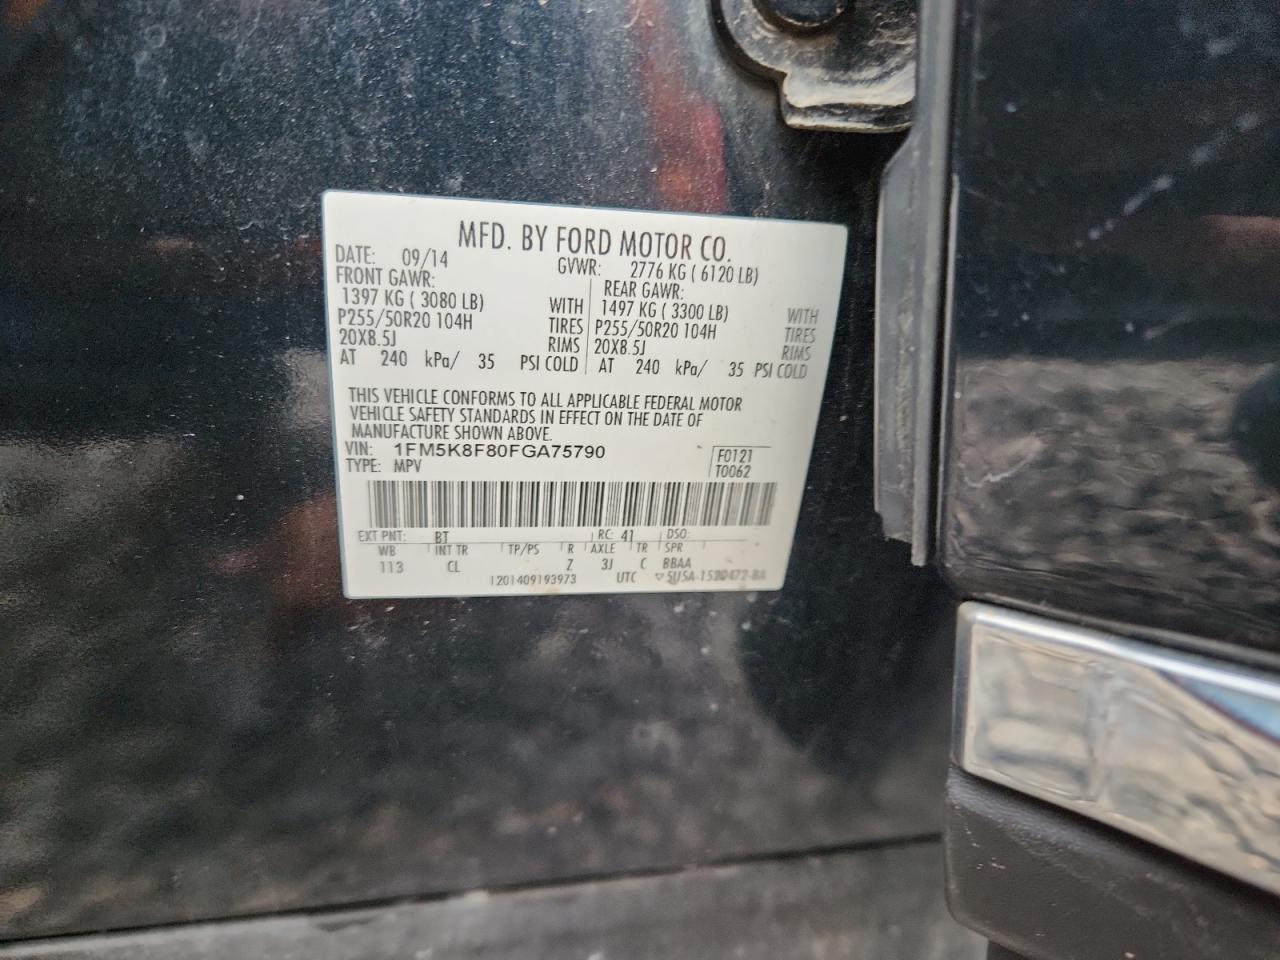 MFD. BY FORD MOTOR CO.
DATE: 09/14 GVWR: 2776 KG ( 6120 LB)
FRONT GAWR: REAR GAWR:
1397 KG ( 3080 LB) WITH 1497 KG ( 3300 LB) WITH
P255/50R20 104H TIRES P255/50R20 104H TIRES
20X8.5J RIMS 20X8.5J RIMS
AT 240 kPa/ 35 PSI COLD AT 240 kPa/ 35 PSI COLD
THIS VEHICLE CONFORMS TO ALL APPLICABLE FEDERAL MOTOR
VEHICLE SAFETY STANDARDS IN EFFECT ON THE DATE OF
MANUFACTURE SHOWN ABOVE.
VIN: 1FM5K8F80FGA75790 F0121
TYPE: MPV T0062
EXT PNT: BT RC: 41 DSO:
WB INT TR TP/PS R AXLE TR SPR
113 CL Z 3J C BBAA
1201409193973 UTC ▽5USA-1520472-BA